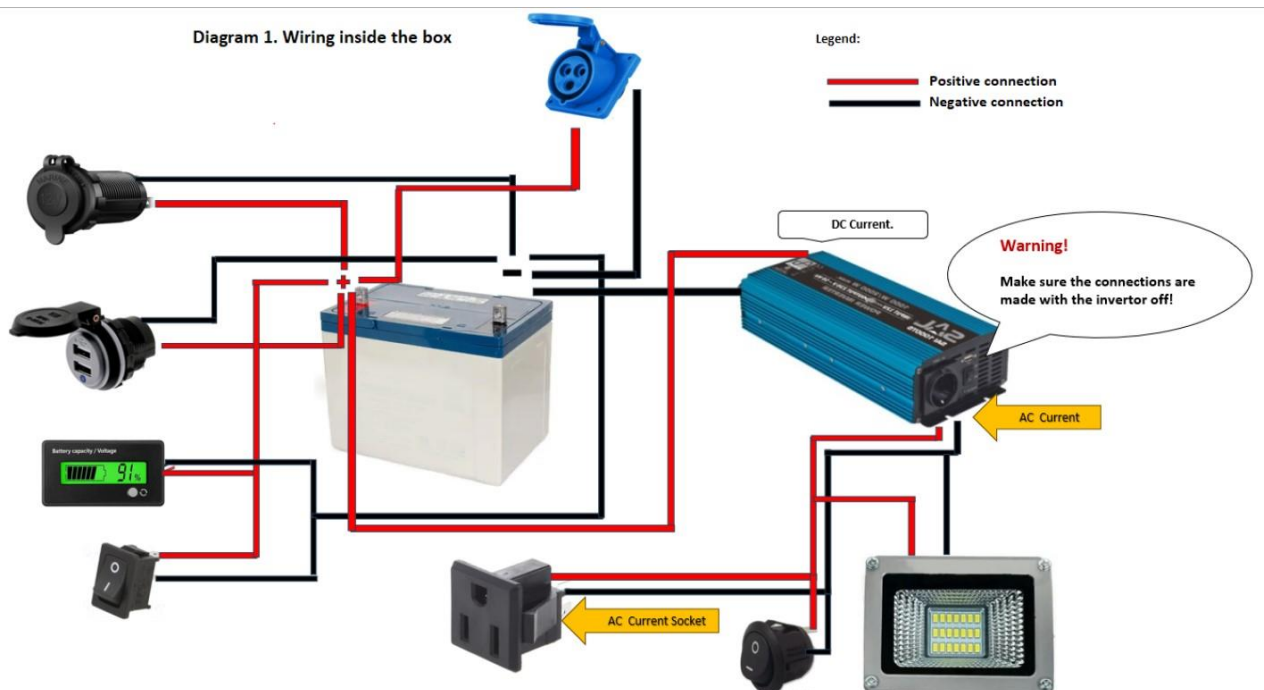 Diagram 1. Wiring inside the box
Legend:
Positive connection
Negative connection
DC Current.
Warning!
Make sure the connections are
made with the invertor off!
AC Current
Battery capacity / Voltage
91%
AC Current Socket